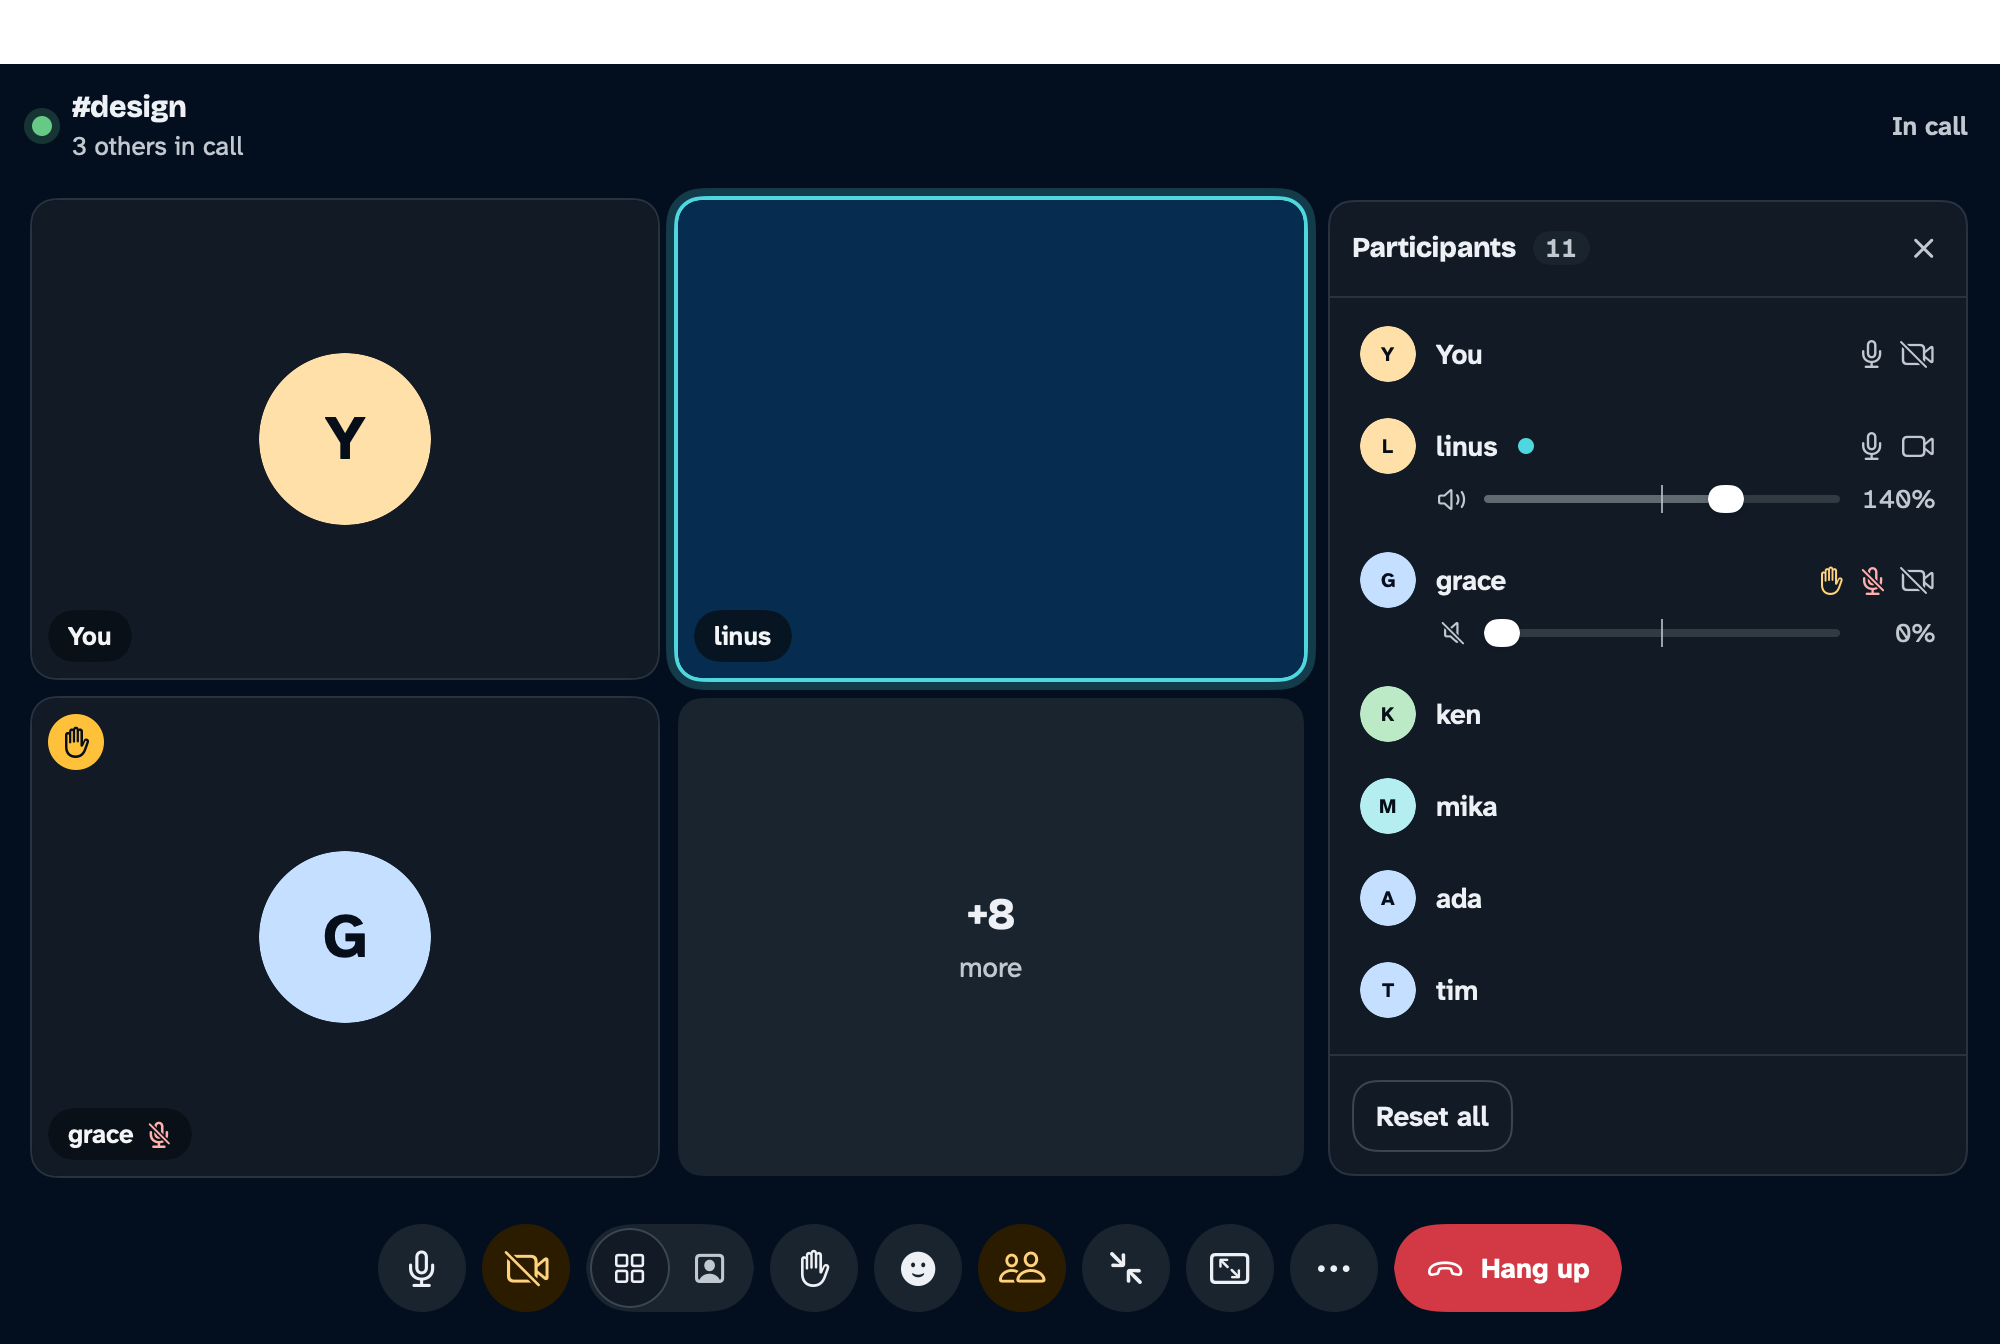 #design
3 others in call
In call
Y
You
linus
G
grace
+8
more
Participants 11
Y You
L linus
140%
G grace
0%
K ken
M mika
A ada
T tim
Reset all
Hang up